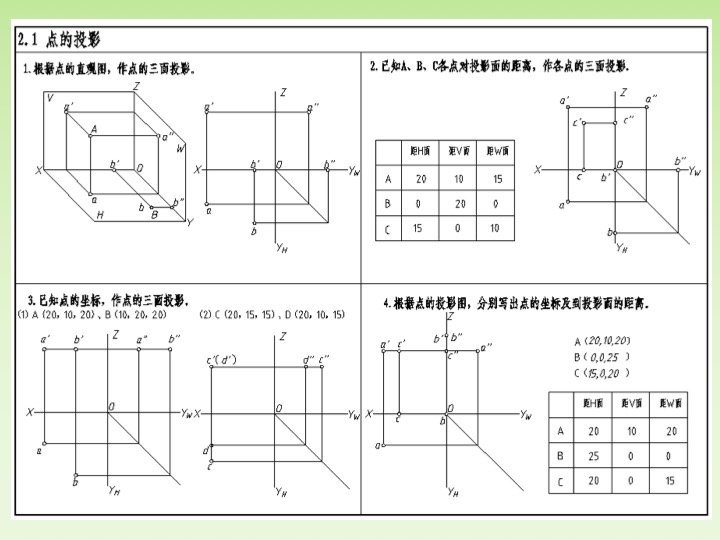 2.1 点的投影
1.根据点的直观图，作点的三面投影。
Z
V
a'
A
a"
W
X
b'
O
a
b
b"
H
B
Y
Z
a'
a"
X
b'
O
b"
Y_W
a
b
Y_H
2.已知A、B、C各点对投影面的距离，作各点的三面投影.
距H面 距V面 距W面
A 20 10 15
B 0 20 0
C 15 0 10
Z
a'
a"
c'
c"
b"
X
c
O
b'
Y_W
a
b
Y_H
3.已知点的坐标，作点的三面投影.
(1) A (20，10，20)、B (10，20，20) (2) C (20，15，15)、D (20，10，15)
a'
b'
Z
a"
b"
X
O
Y_W
a
b
Y_H
Z
c'(d')
d"
c"
X
O
Y_W
d
c
Y_H
4.根据点的投影图，分别写出点的坐标及到投影面的距离.
Z
b'
b"
a'
c'
c"
a"
X
c
O
b
Y_W
a
Y_H
A (20,10,20)
B ( 0,0,25 )
C (15,0,20 )
距H面 距V面 距W面
A 20 10 20
B 25 0 0
C 20 0 15